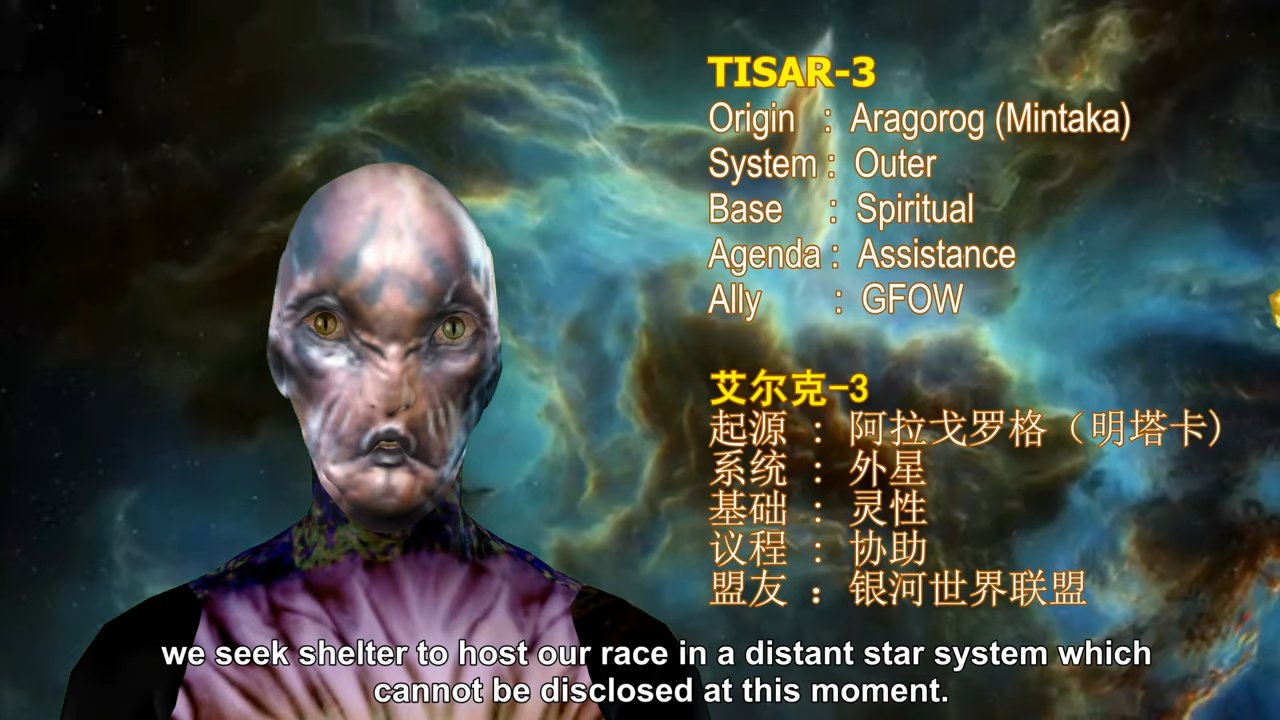 TISAR-3
Origin : Aragorog (Mintaka)
System : Outer
Base : Spiritual
Agenda : Assistance
Ally : GFOW
艾尔克-3
起源 : 阿拉戈罗格（明塔卡）
系统 : 外星
基础 : 灵性
议程 : 协助
盟友 : 银河世界联盟
we seek shelter to host our race in a distant star system which
cannot be disclosed at this moment.